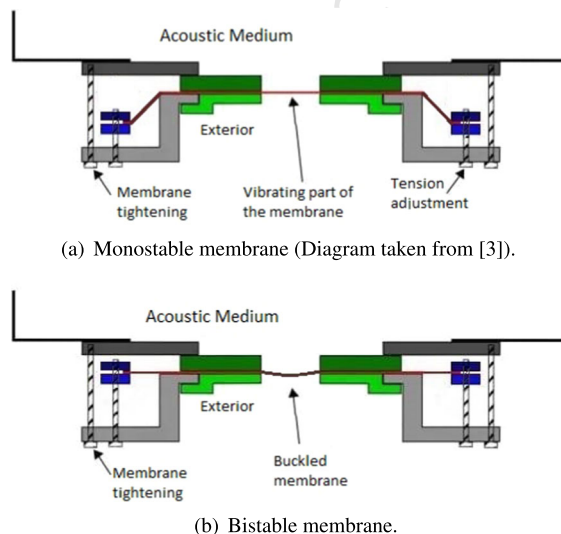 Acoustic Medium
Exterior
Membrane
tightening
Vibrating part of
the membrane
Tension
adjustment
(a) Monostable membrane (Diagram taken from [3]).
Acoustic Medium
Exterior
Membrane
tightening
Buckled
membrane
(b) Bistable membrane.